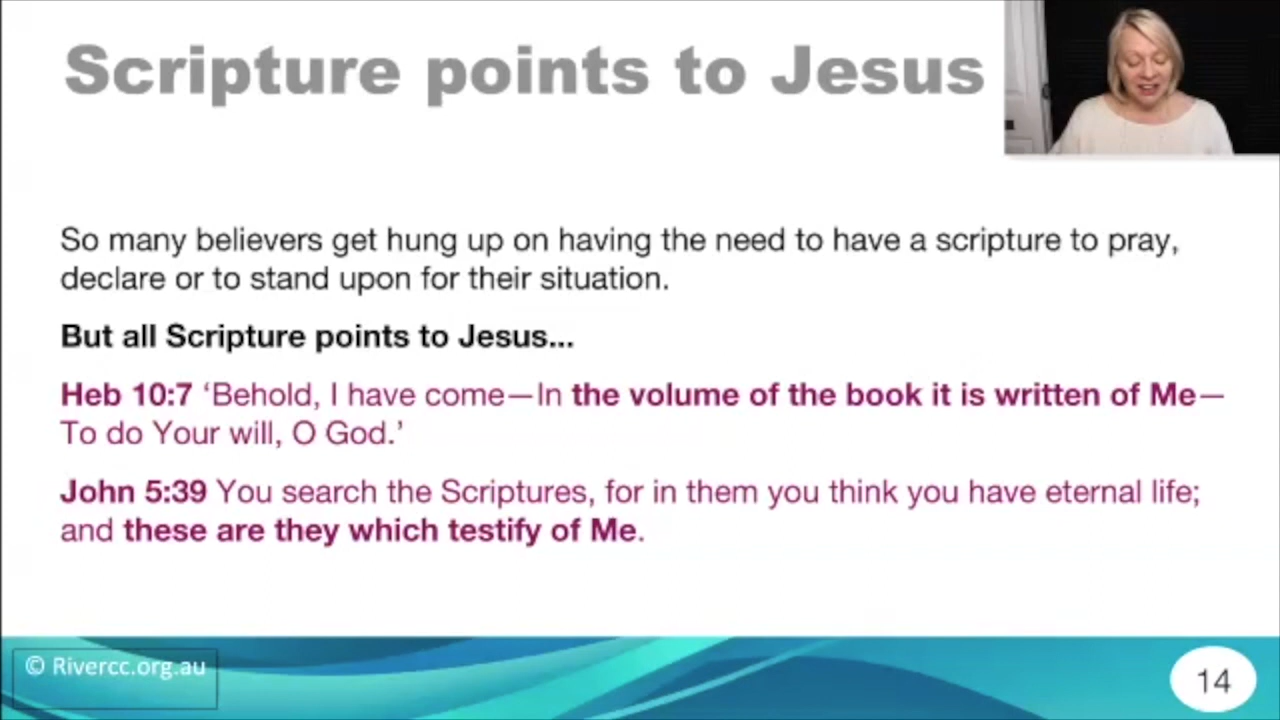 Scripture points to Jesus
So many believers get hung up on having the need to have a scripture to pray,
declare or to stand upon for their situation.
But all Scripture points to Jesus...
Heb 10:7 ‘Behold, I have come—In the volume of the book it is written of Me—
To do Your will, O God.’
John 5:39 You search the Scriptures, for in them you think you have eternal life;
and these are they which testify of Me.
© Rivercc.org.au
14